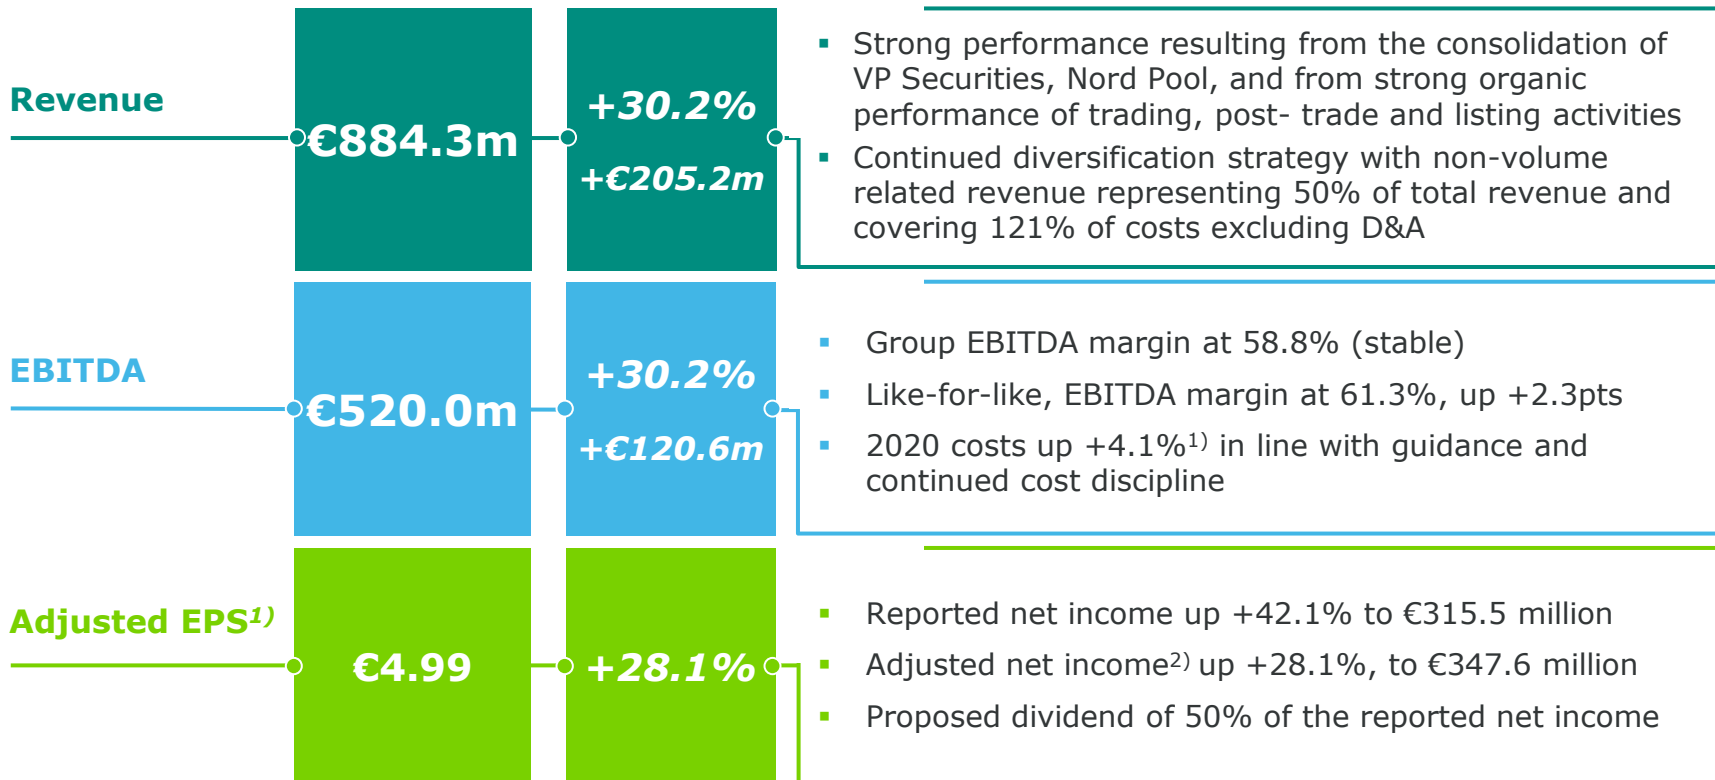 Revenue
€884.3m
+30.2%
+€205.2m
▪ Strong performance resulting from the consolidation of
VP Securities, Nord Pool, and from strong organic
performance of trading, post- trade and listing activities
▪ Continued diversification strategy with non-volume
related revenue representing 50% of total revenue and
covering 121% of costs excluding D&A
EBITDA
€520.0m
+30.2%
+€120.6m
▪ Group EBITDA margin at 58.8% (stable)
▪ Like-for-like, EBITDA margin at 61.3%, up +2.3pts
▪ 2020 costs up +4.1%1) in line with guidance and
continued cost discipline
Adjusted EPS1)
€4.99
+28.1%
▪ Reported net income up +42.1% to €315.5 million
▪ Adjusted net income2) up +28.1%, to €347.6 million
▪ Proposed dividend of 50% of the reported net income